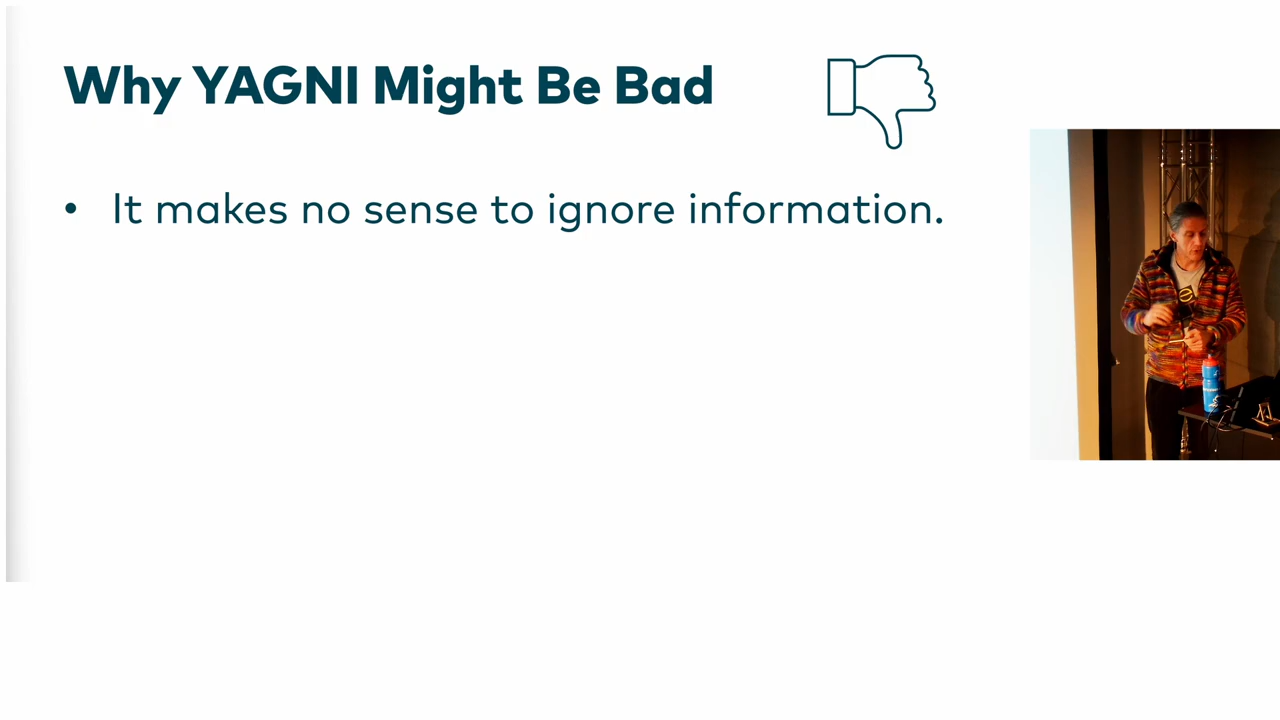 Why YAGNI Might Be Bad
• It makes no sense to ignore information.